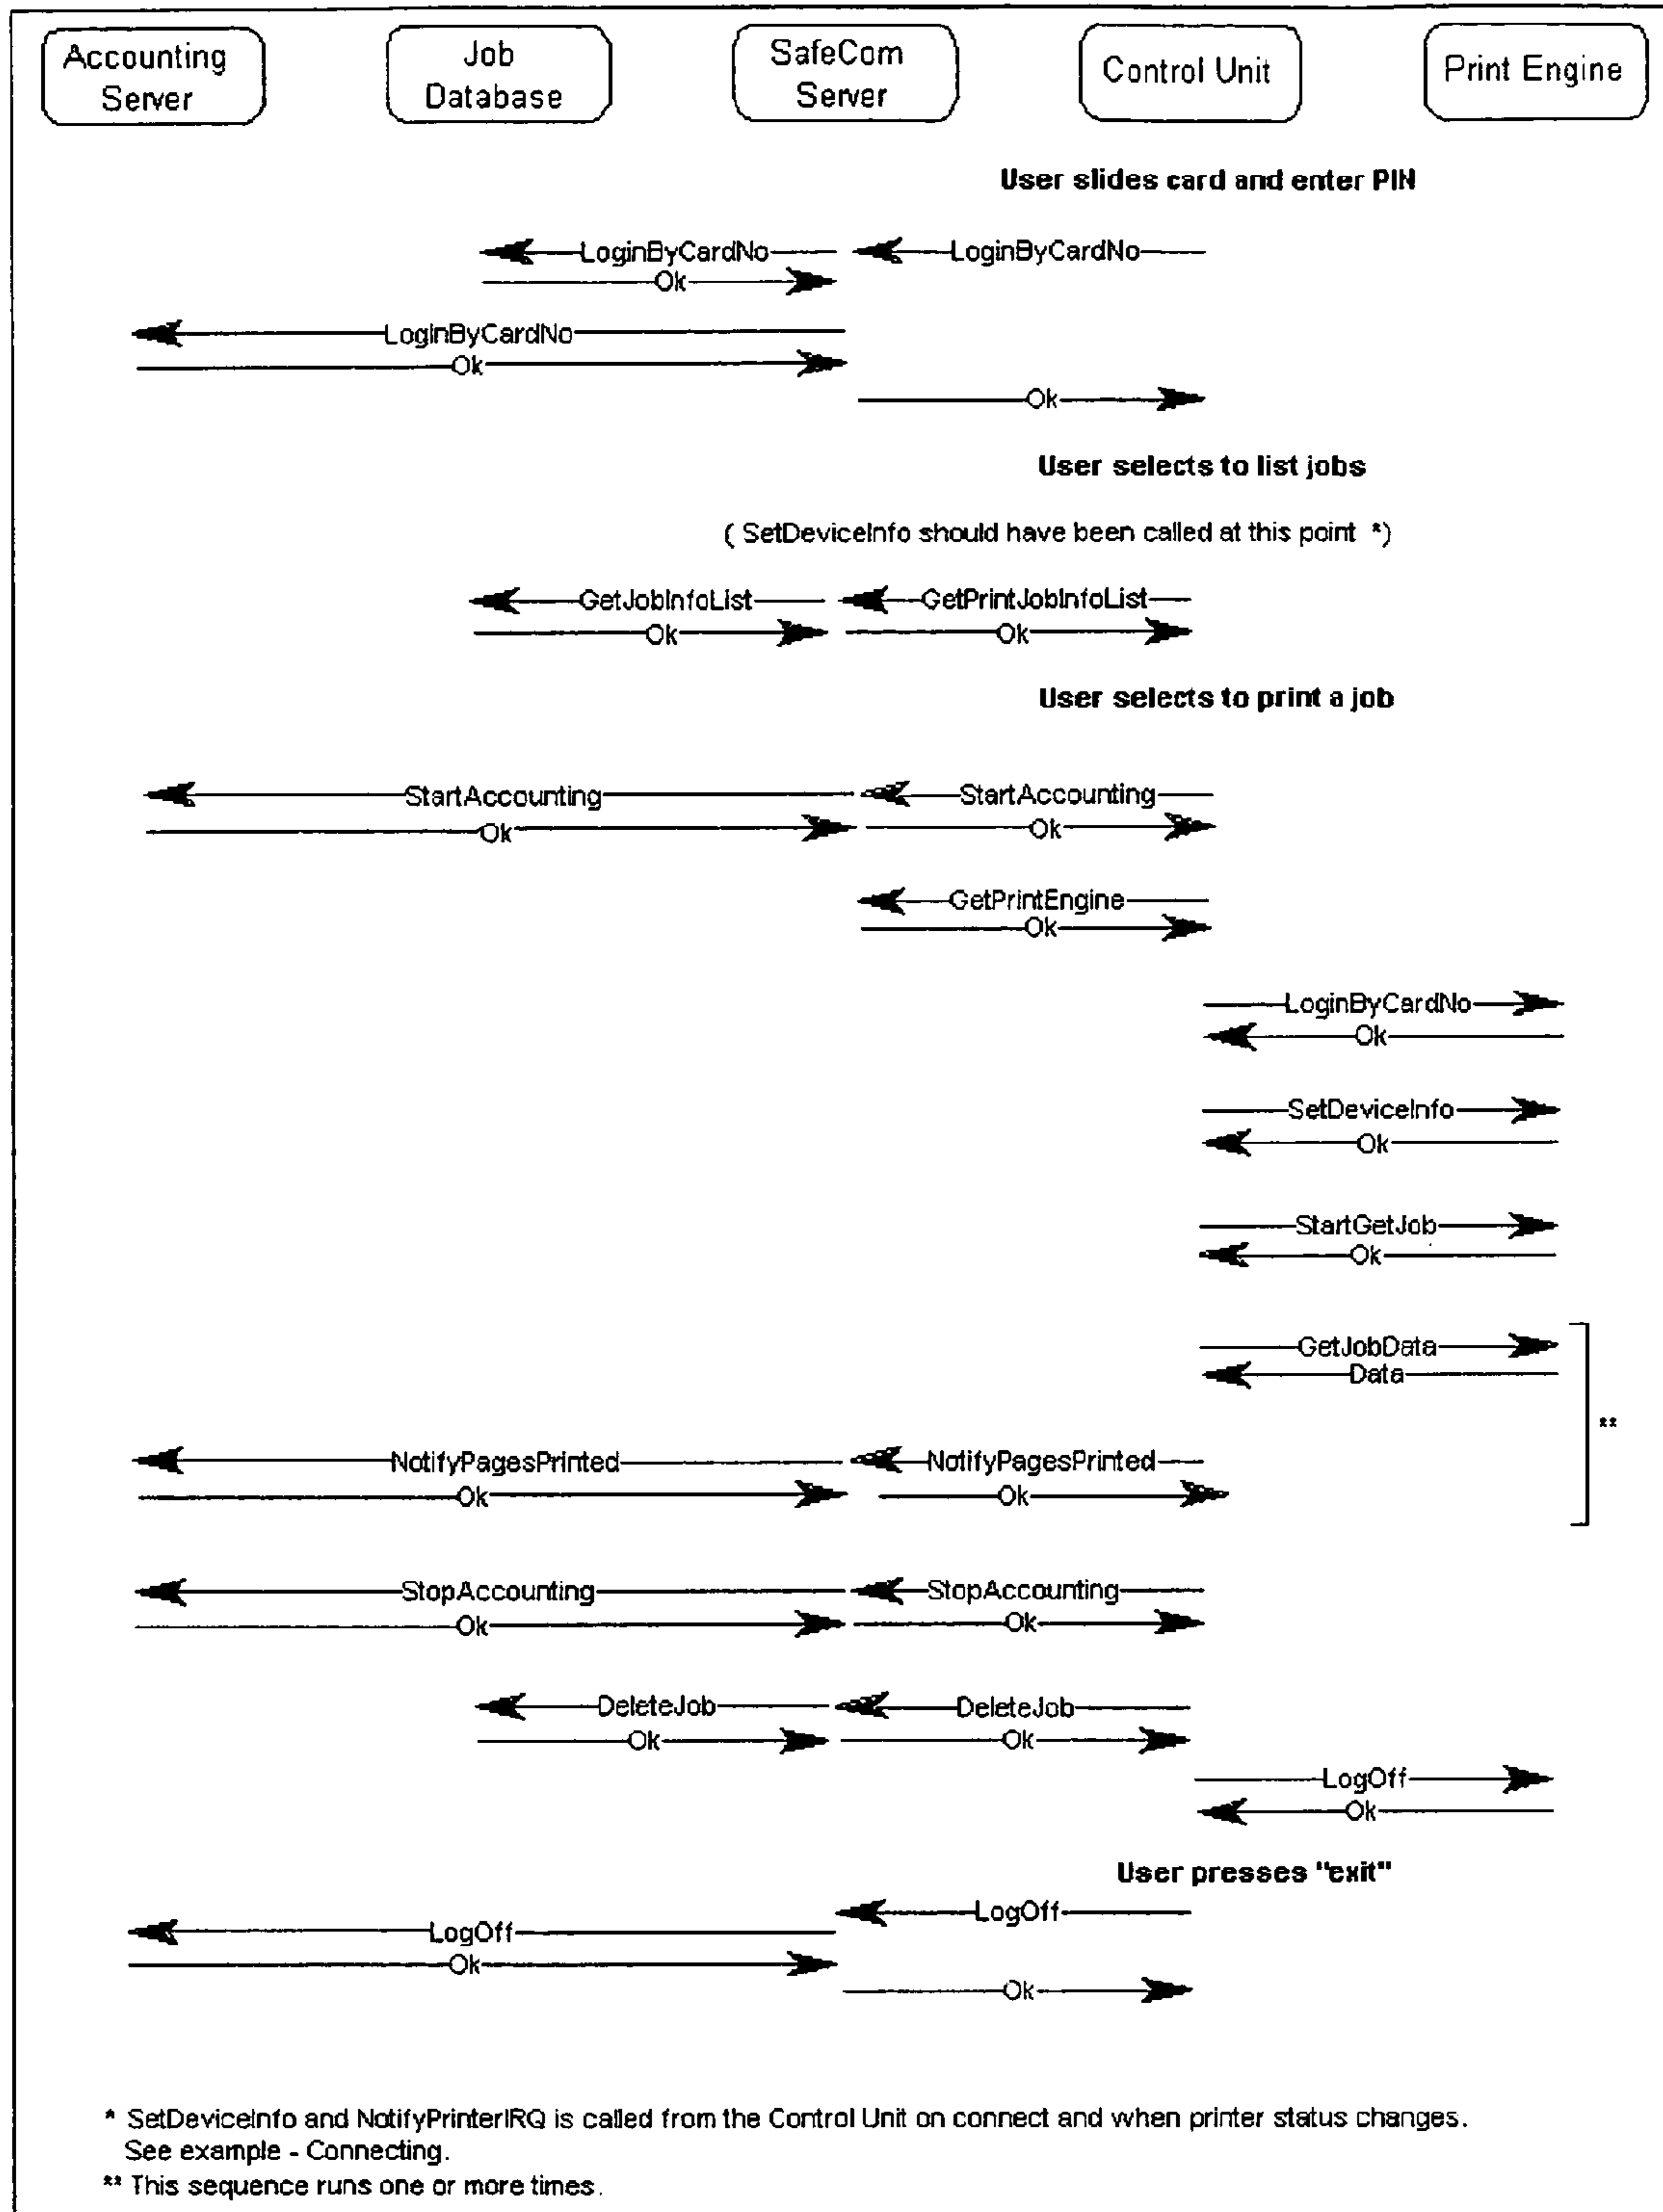 Accounting
Server
Job
Database
SafeCom
Server
Control Unit
Print Engine
User slides card and enter PIN
LoginByCardNo LoginByCardNo
Ok
LoginByCardNo
Ok
Ok
User selects to list jobs
( SetDeviceInfo should have been called at this point *)
GetJobInfoList GetPrintJobInfoList
Ok Ok
User selects to print a job
StartAccounting StartAccounting
Ok Ok
GetPrintEngine
Ok
LoginByCardNo
Ok
SetDeviceInfo
Ok
StartGetJob
Ok
GetJobData
Data
**
NotifyPagesPrinted NotifyPagesPrinted
Ok Ok
StopAccounting StopAccounting
Ok Ok
DeleteJob DeleteJob
Ok Ok
LogOff
Ok
User presses "exit"
LogOff
LogOff
Ok
Ok
* SetDeviceInfo and NotifyPrinterIRQ is called from the Control Unit on connect and when printer status changes.
See example - Connecting.
** This sequence runs one or more times.